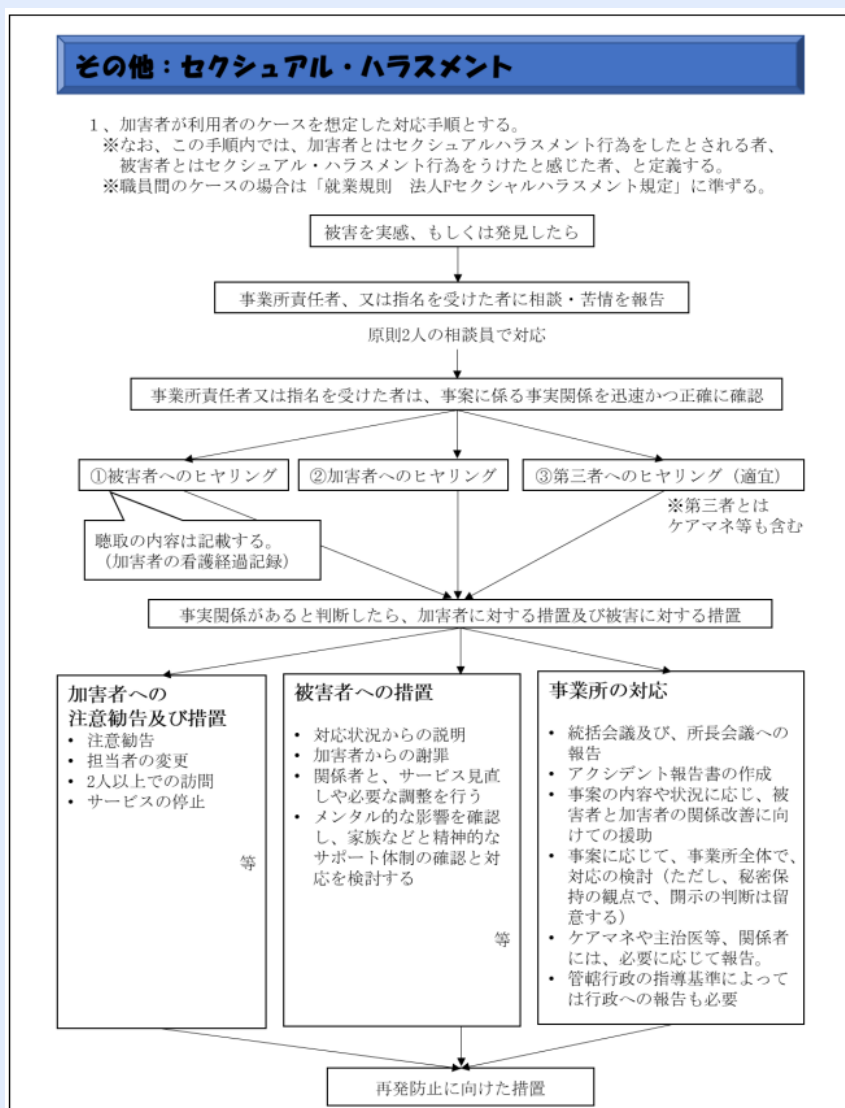 その他：セクシュアル・ハラスメント
１、加害者が利用者のケースを想定した対応手順とする。
※なお、この手順内では、加害者とはセクシュアルハラスメント行為をしたとされる者、
被害者とはセクシュアル・ハラスメント行為をうけたと感じた者、と定義する。
※職員間のケースの場合は「就業規則　法人Fセクシャルハラスメント規定」に準ずる。
被害を実感、もしくは発見したら
事業所責任者、又は指名を受けた者に相談・苦情を報告
原則2人の相談員で対応
事業所責任者又は指名を受けた者は、事案に係る事実関係を迅速かつ正確に確認
①被害者へのヒヤリング
②加害者へのヒヤリング
③第三者へのヒヤリング（適宜）
※第三者とは
ケアマネ等も含む
聴取の内容は記載する。
（加害者の看護経過記録）
事実関係があると判断したら、加害者に対する措置及び被害に対する措置
加害者への
注意勧告及び措置
• 注意勧告
• 担当者の変更
• 2人以上での訪問
• サービスの停止
等
被害者への措置
• 対応状況からの説明
• 加害者からの謝罪
• 関係者と、サービス見直
しや必要な調整を行う
• メンタル的な影響を確認
し、家族などと精神的な
サポート体制の確認と対
応を検討する
等
事業所の対応
• 統括会議及び、所長会議への
報告
• アクシデント報告書の作成
• 事案の内容や状況に応じ、被
害者と加害者の関係改善に向
けての援助
• 事案に応じて、事業所全体で、
対応の検討（ただし、秘密保
持の観点で、開示の判断は留
意する）
• ケアマネや主治医等、関係者
には、必要に応じて報告。
• 管轄行政の指導基準によって
は行政への報告も必要
再発防止に向けた措置